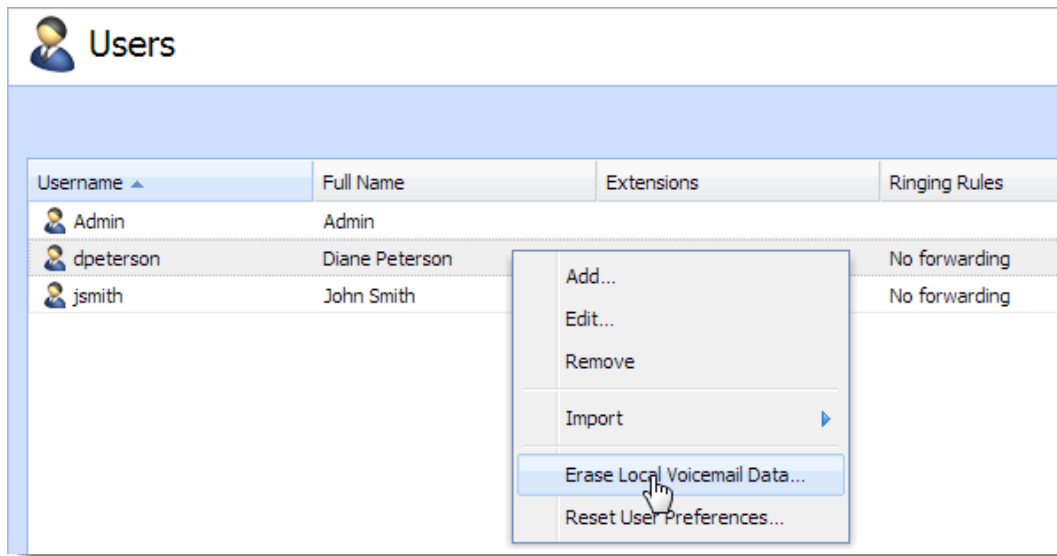 Users
Username Full Name Extensions Ringing Rules
Admin Admin
dpeterson Diane Peterson No forwarding
jsmith John Smith No forwarding
Add...
Edit...
Remove
Import
Erase Local Voicemail Data...
Reset User Preferences...